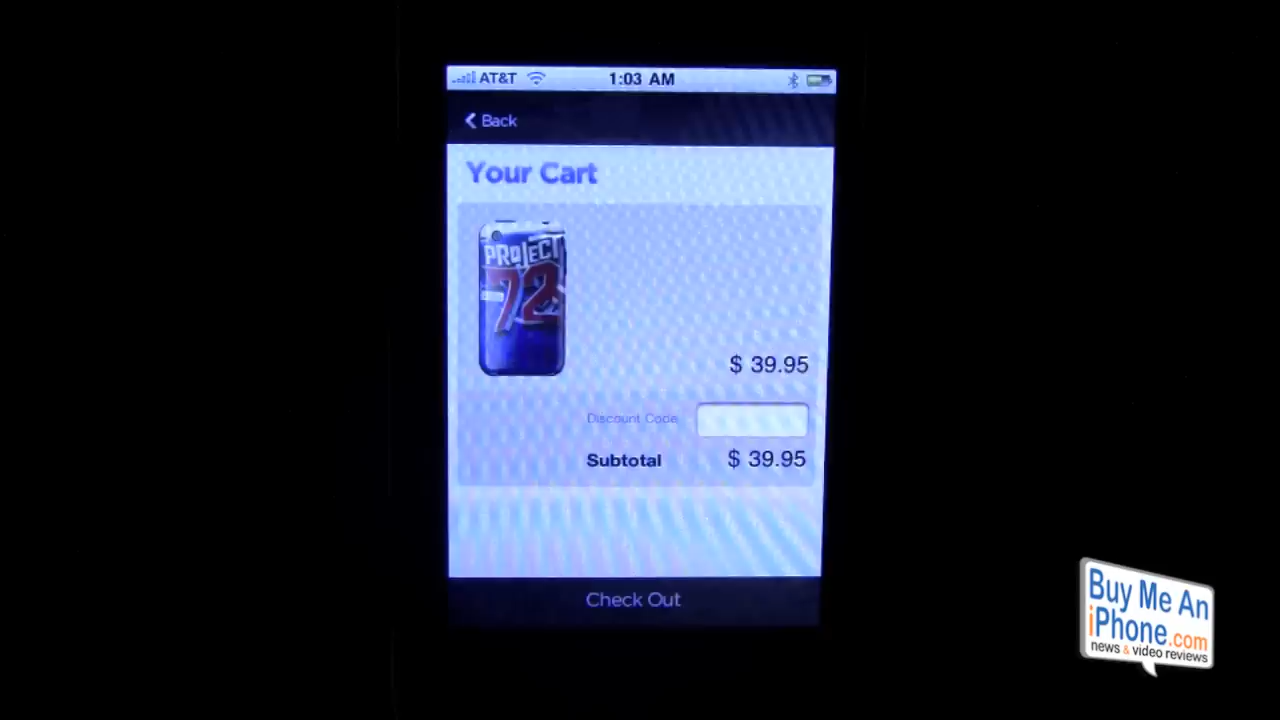 AT&T 1:03 AM
Back
Your Cart
PROJECT
72
$ 39.95
Discount Code
Subtotal $ 39.95
Check Out
Buy Me An
iPhone.com
news & video reviews